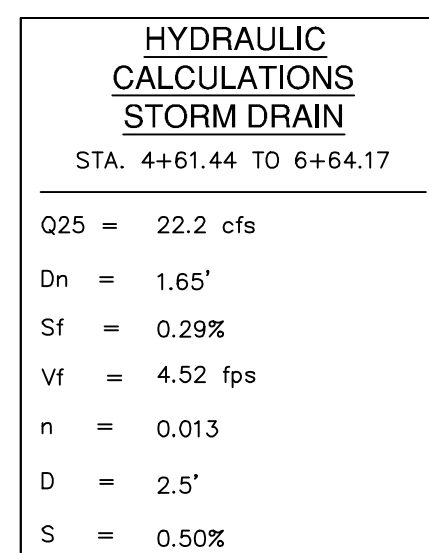 HYDRAULIC
CALCULATIONS
STORM DRAIN
STA. 4+61.44 TO 6+64.17
Q25 = 22.2 cfs
Dn = 1.65'
Sf = 0.29%
Vf = 4.52 fps
n = 0.013
D = 2.5'
S = 0.50%